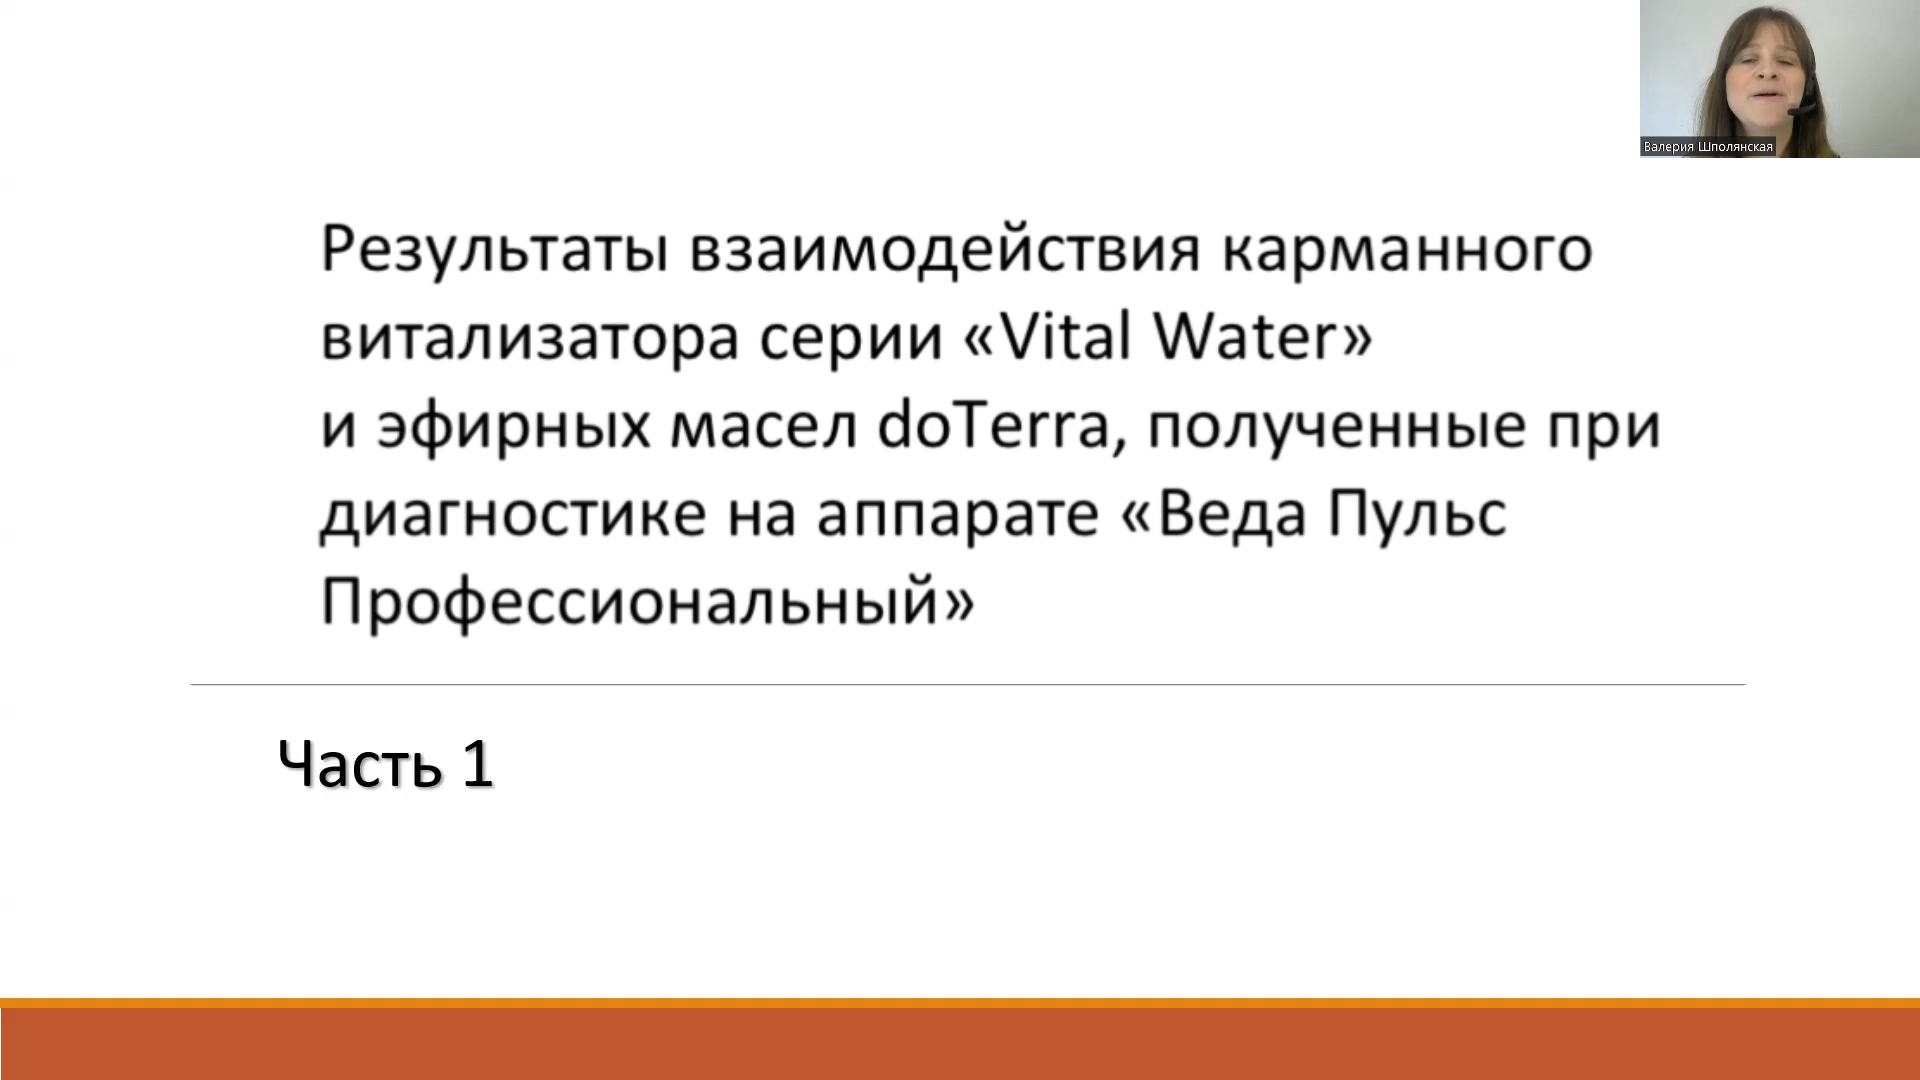 Валерия Шполянская
Результаты взаимодействия карманного
витализатора серии «Vital Water»
и эфирных масел doTerra, полученные при
диагностике на аппарате «Веда Пульс
Профессиональный»
Часть 1